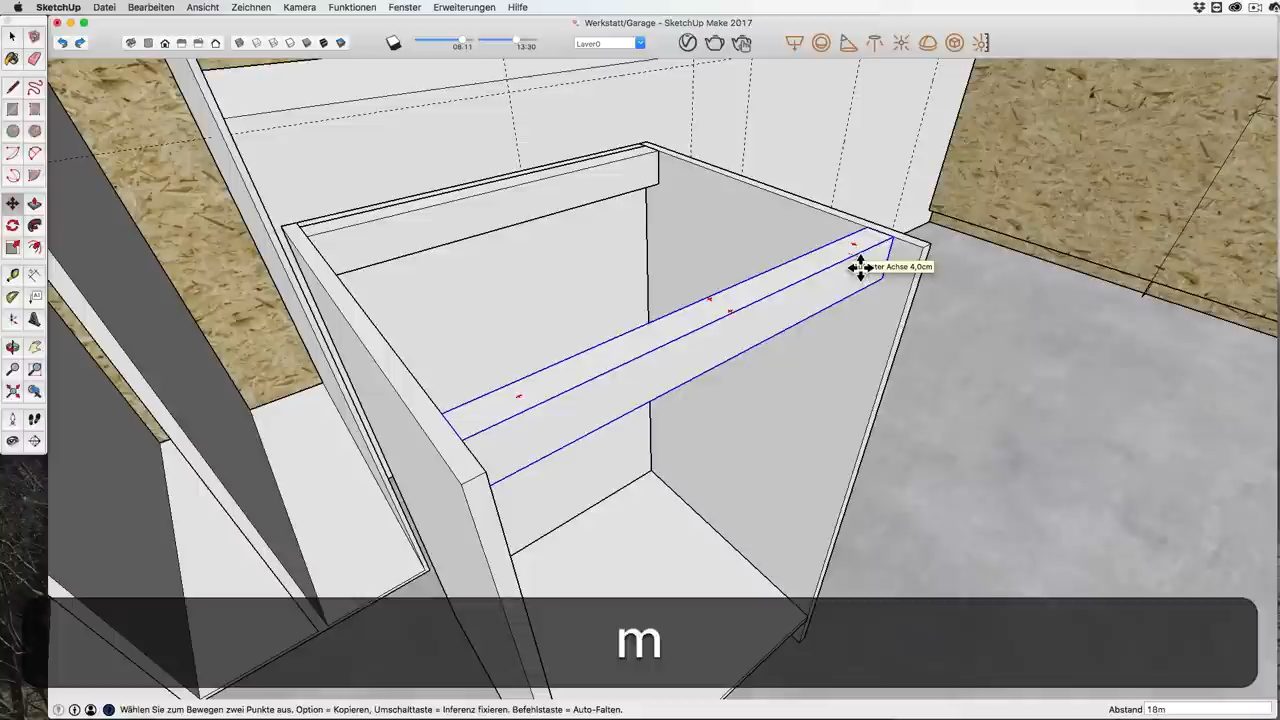 SketchUp Datei Bearbeiten Ansicht Zeichnen Kamera Funktionen Fenster Erweiterungen Hilfe
Werkstatt/Garage - SketchUp Make 2017
08:11 13:30 Layer0
ter Achse 4,0cm
m
Wählen Sie zum Bewegen zwei Punkte aus. Option = Kopieren, Umschalttaste = Inferenz fixieren. Befehlstaste = Auto-Falten. Abstand 18m